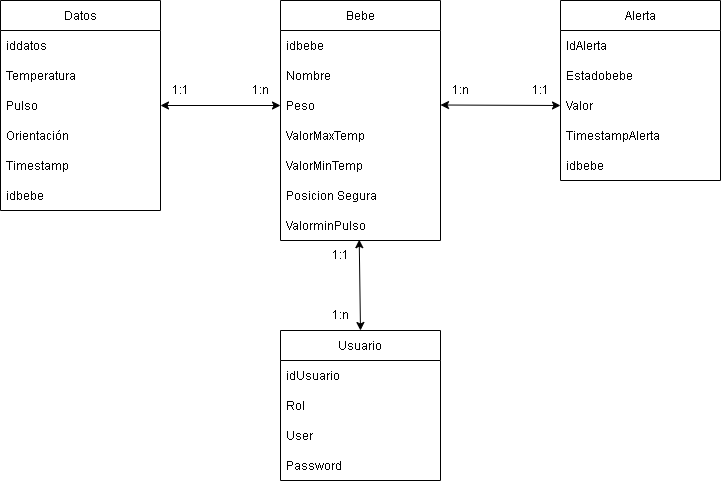 Datos
iddatos
Temperatura
Pulso
Orientación
Timestamp
idbebe
1:1
1:n
Bebe
idbebe
Nombre
Peso
ValorMaxTemp
ValorMinTemp
Posicion Segura
ValorminPulso
1:n
1:1
Alerta
IdAlerta
Estadobebe
Valor
TimestampAlerta
idbebe
1:1
1:n
Usuario
idUsuario
Rol
User
Password